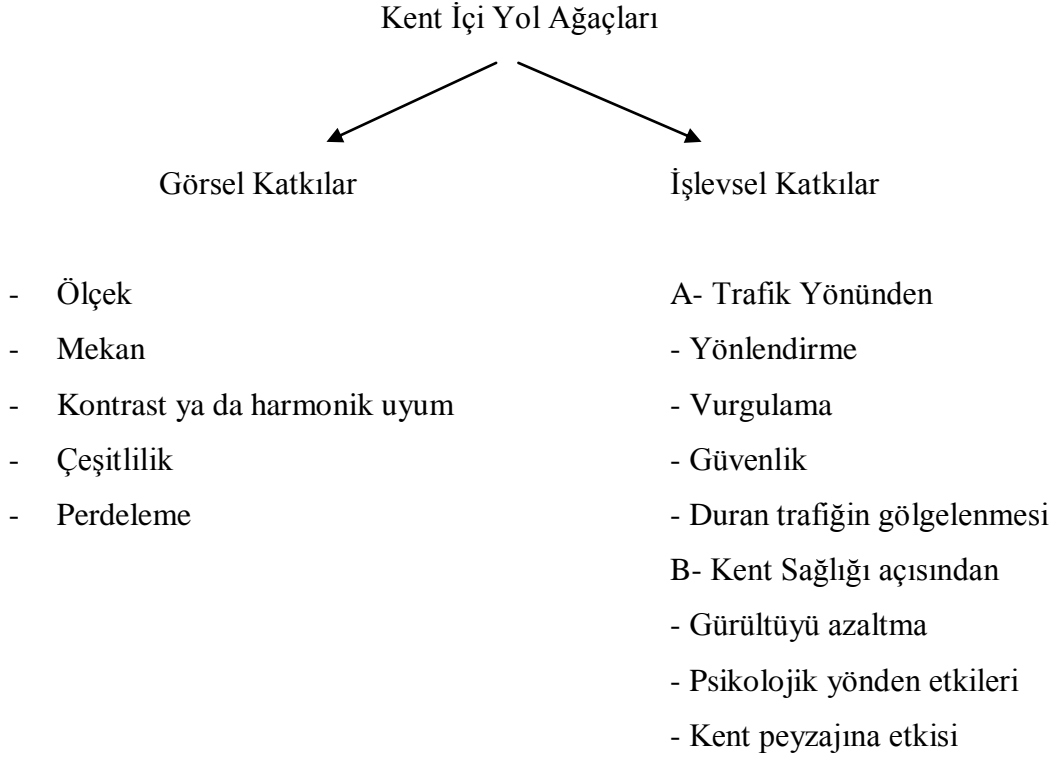 Kent İçi Yol Ağaçları
Görsel Katkılar
- Ölçek
- Mekan
- Kontrast ya da harmonik uyum
- Çeşitlilik
- Perdeleme
İşlevsel Katkılar
A- Trafik Yönünden
- Yönlendirme
- Vurgulama
- Güvenlik
- Duran trafiğin gölgelenmesi
B- Kent Sağlığı açısından
- Gürültüyü azaltma
- Psikolojik yönden etkileri
- Kent peyzajına etkisi